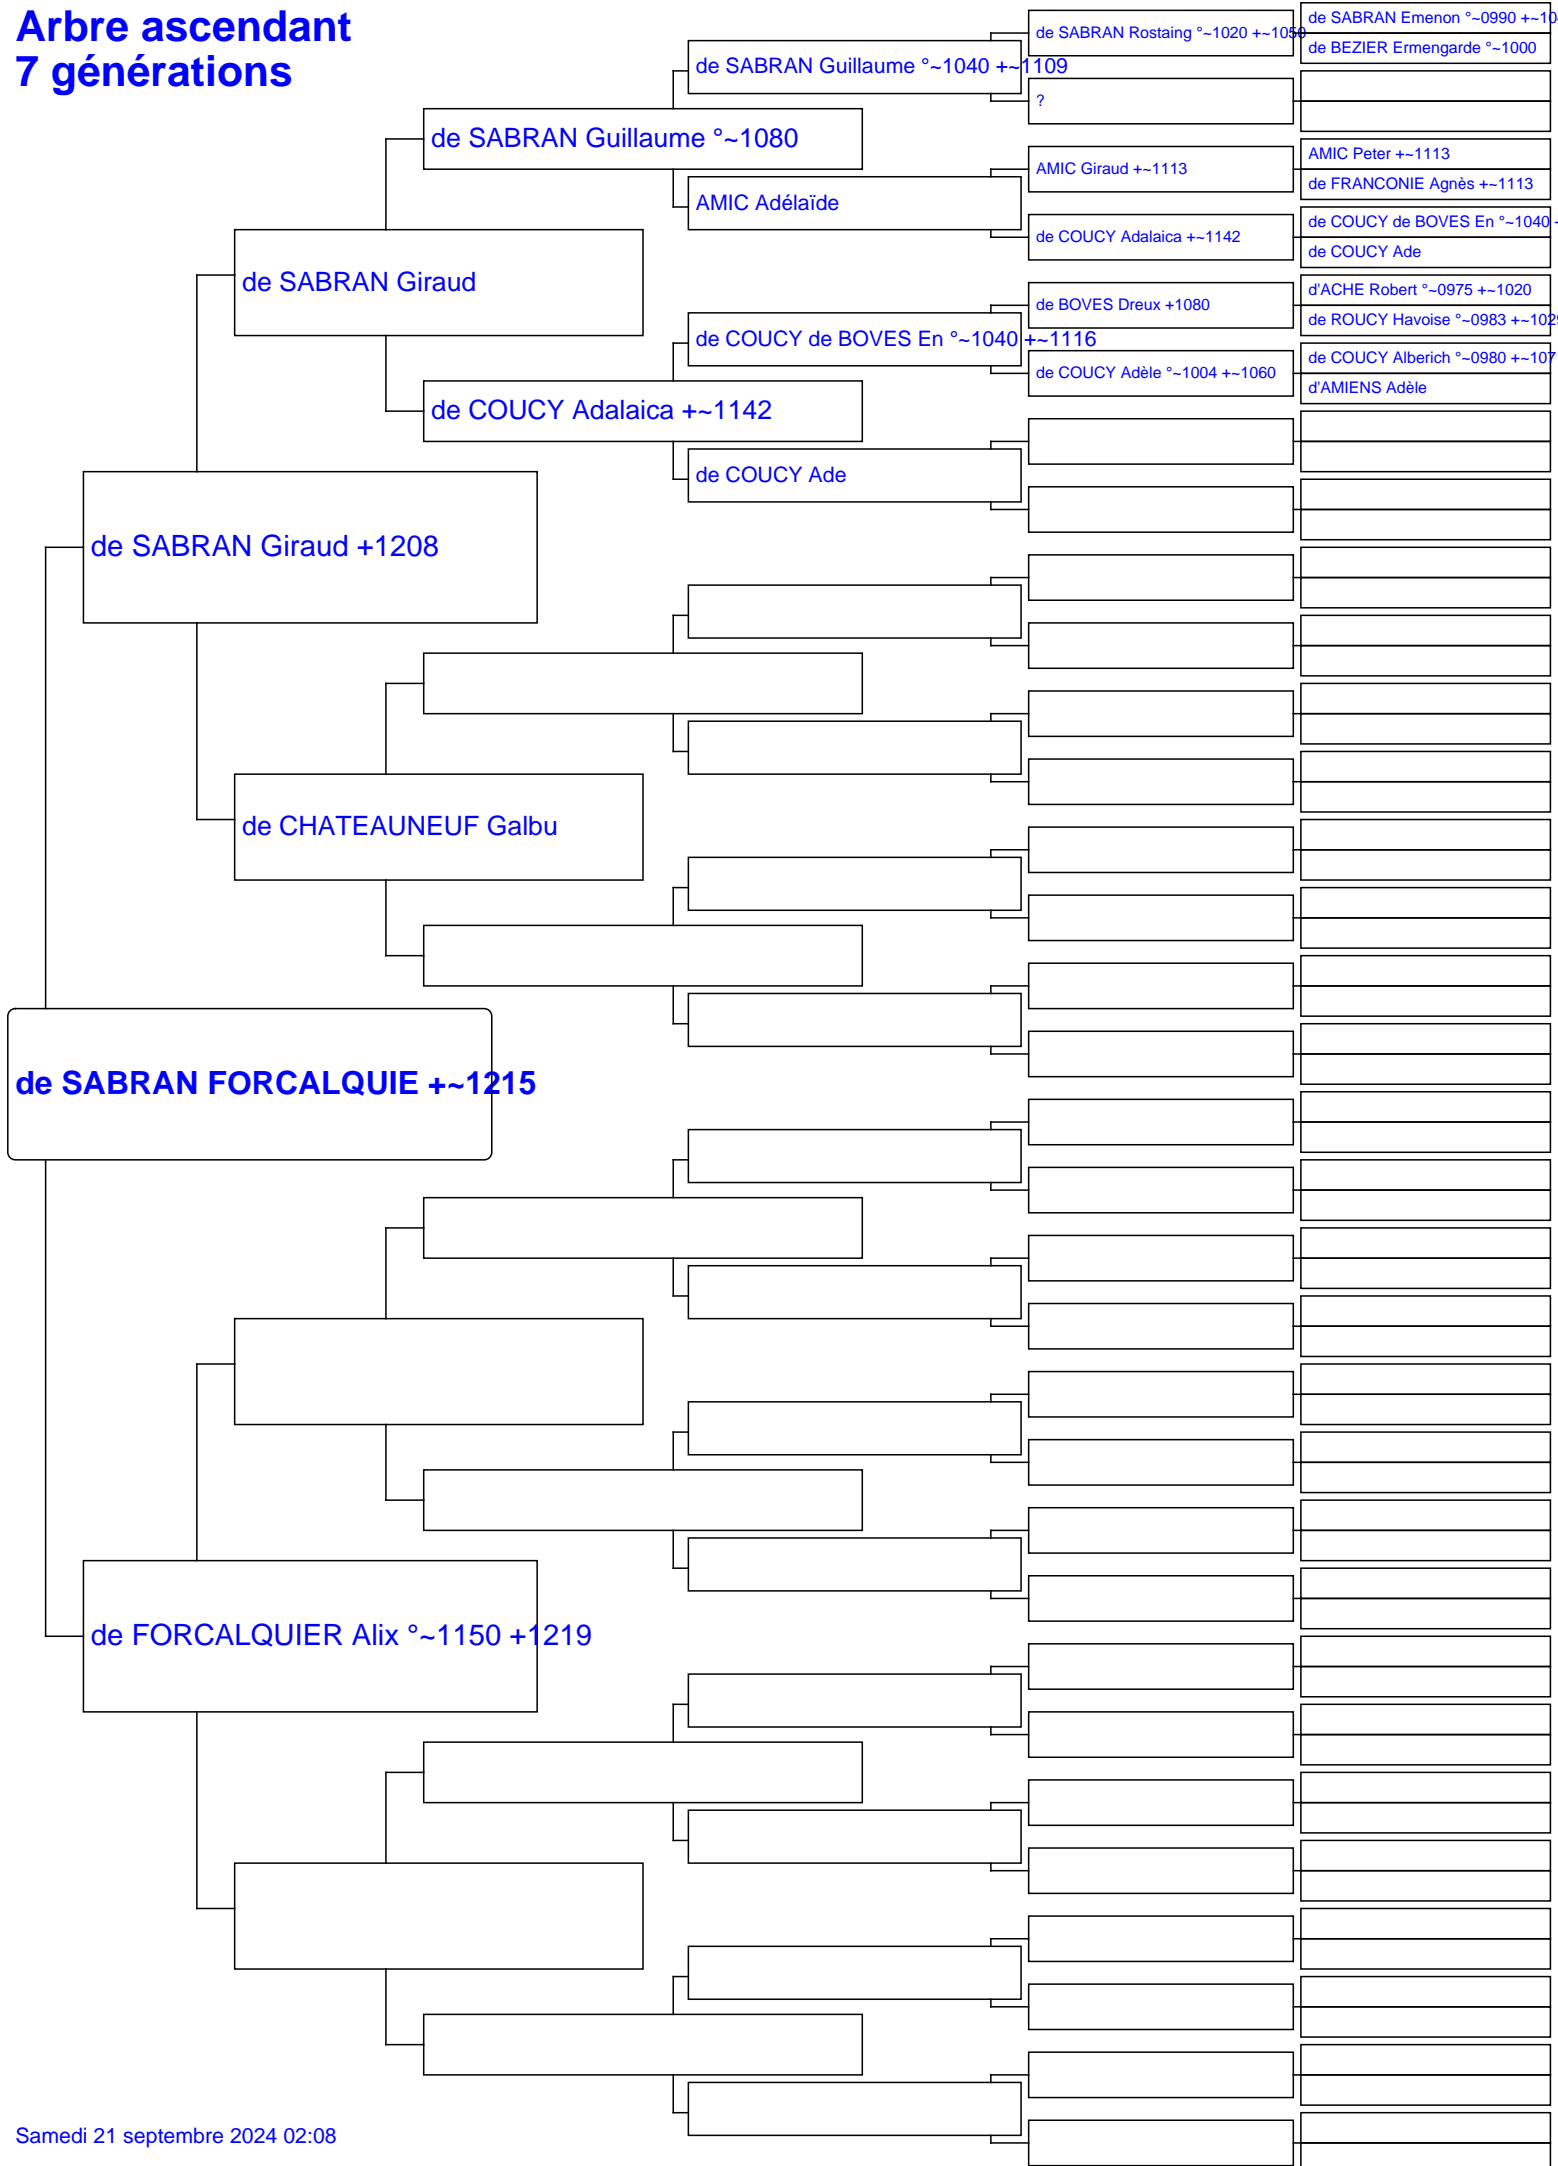 Arbre ascendant
7 générations
de SABRAN Emenon °~0990 +~10
de SABRAN Rostaing °~1020 +~1050
de BEZIER Ermengarde °~1000
de SABRAN Guillaume °~1040 +~1109
?
de SABRAN Guillaume °~1080
AMIC Peter +~1113
AMIC Giraud +~1113
de FRANCONIE Agnès +~1113
AMIC Adélaïde
de COUCY de BOVES En °~1040 +
de COUCY Adalaica +~1142
de COUCY Ade
de SABRAN Giraud
d'ACHE Robert °~0975 +~1020
de BOVES Dreux +1080
de ROUCY Havoise °~0983 +~1029
de COUCY de BOVES En °~1040 +~1116
de COUCY Alberich °~0980 +~107
de COUCY Adèle °~1004 +~1060
d'AMIENS Adèle
de COUCY Adalaica +~1142
de COUCY Ade
de SABRAN Giraud +1208
de CHATEAUNEUF Galbu
de SABRAN FORCALQUIE +~1215
de FORCALQUIER Alix °~1150 +1219
Samedi 21 septembre 2024 02:08